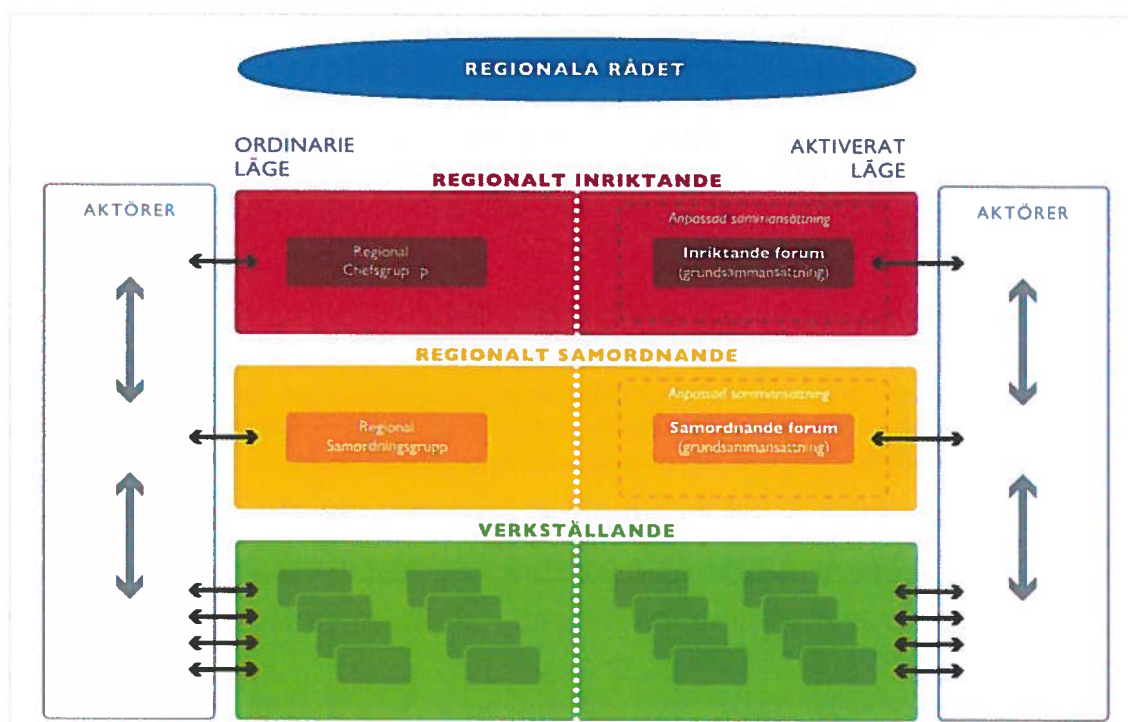 REGIONALA RÅDET
ORDINARIE
LÄGE
AKTIVERAT
LÄGE
REGIONALT INRIKTANDE
AKTÖRER
AKTÖRER
Anpassad sammansättning
Regional
Chefsgrupp
Inriktande forum
(grundsammansättning)
REGIONALT SAMORDNANDE
Anpassad sammansättning
Regional
Samordningsgrupp
Samordnande forum
(grundsammansättning)
VERKSTÄLLANDE